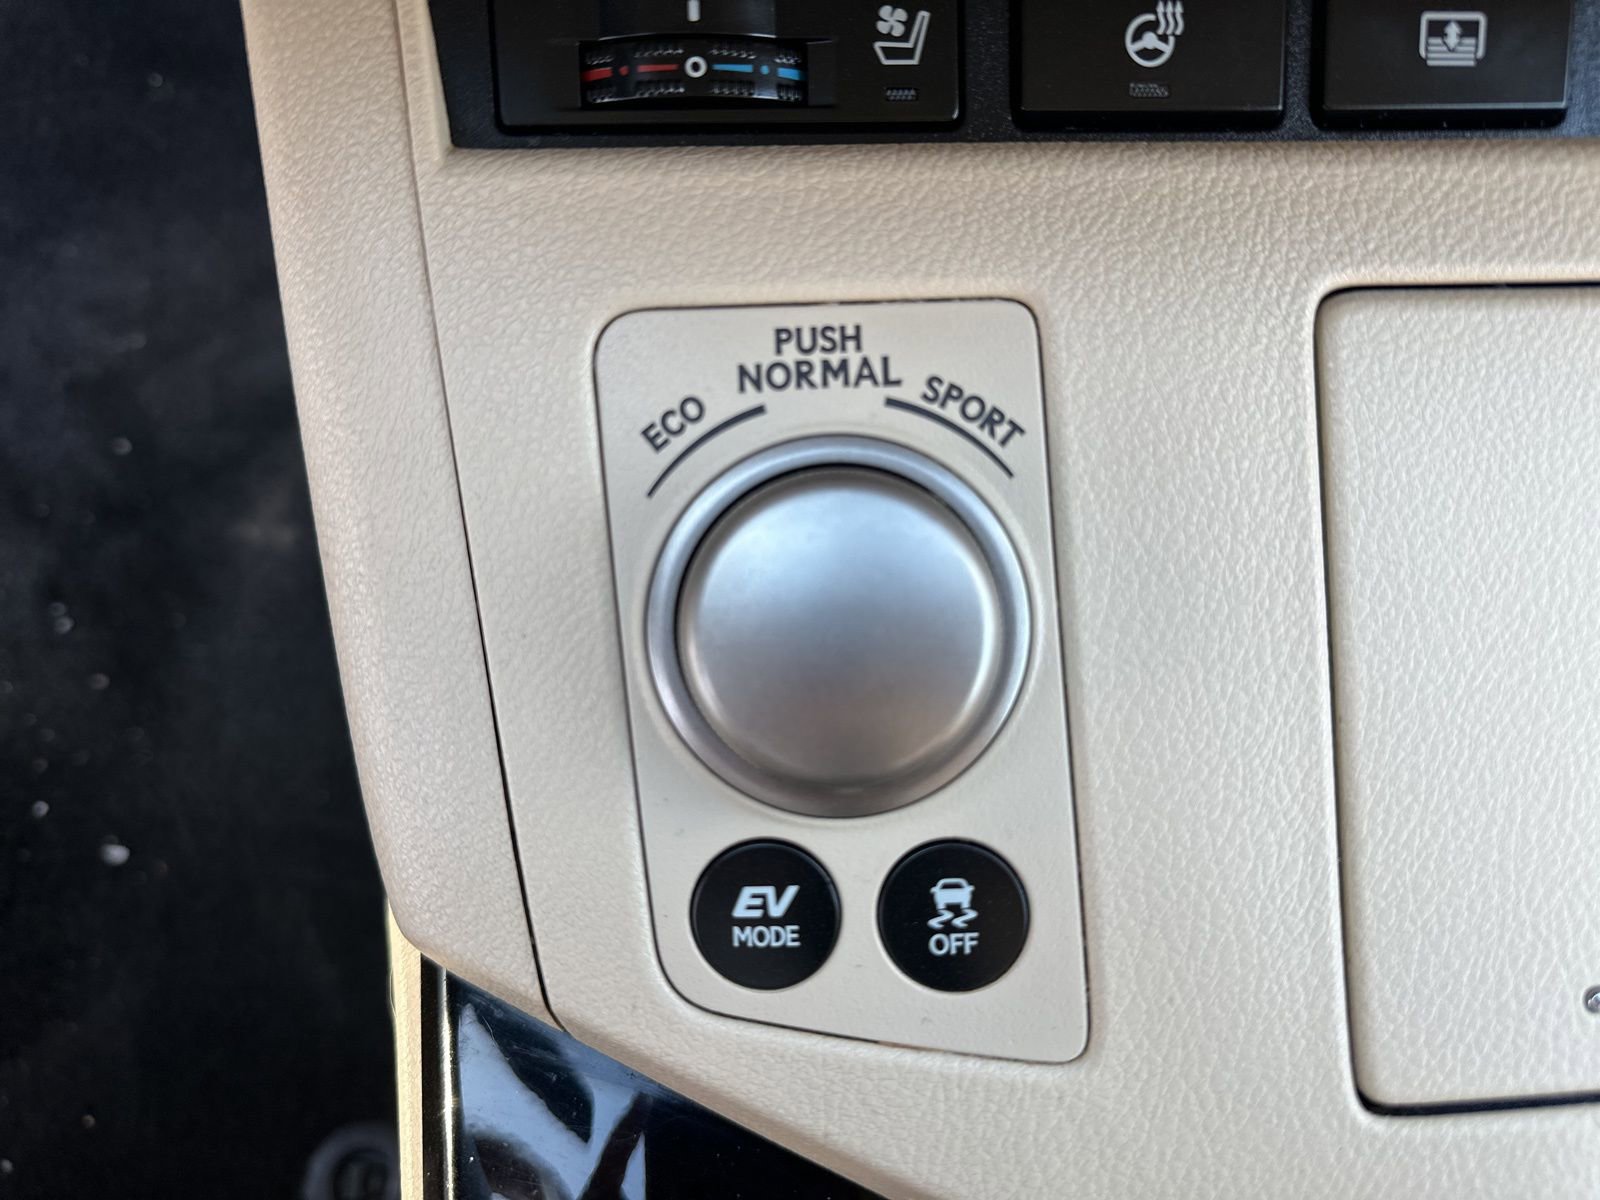 PUSH
NORMAL
ECO
SPORT
EV
MODE
OFF